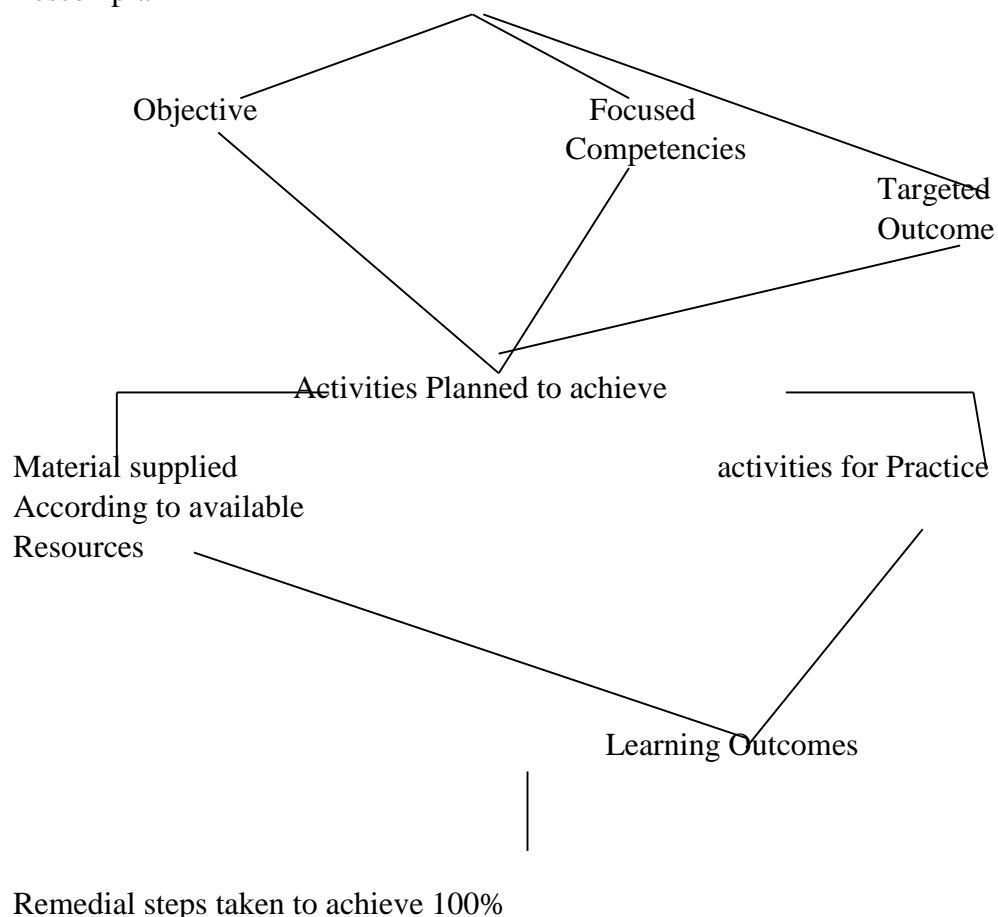 Objective
Focused
Competencies
Targeted
Outcome
Activities Planned to achieve
Material supplied
According to available
Resources
activities for Practice
Learning Outcomes
Remedial steps taken to achieve 100%